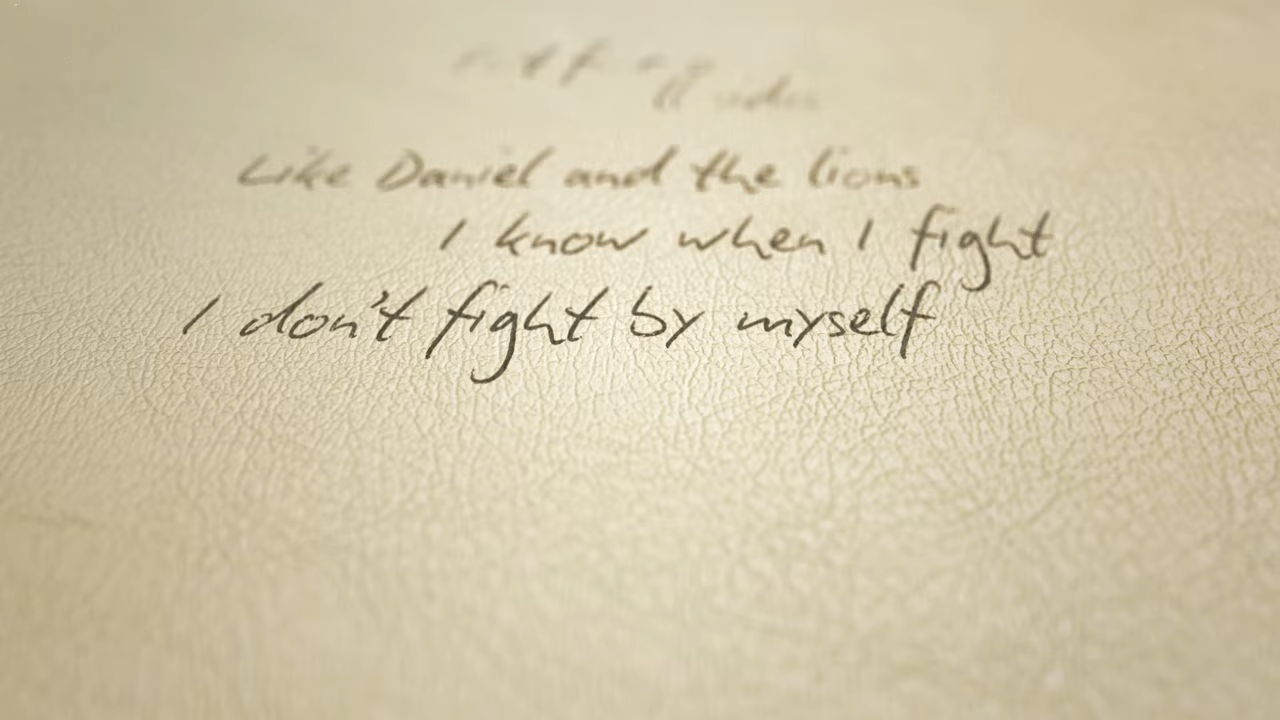 Like Daniel and the lions
I know when I fight
I don't fight by myself